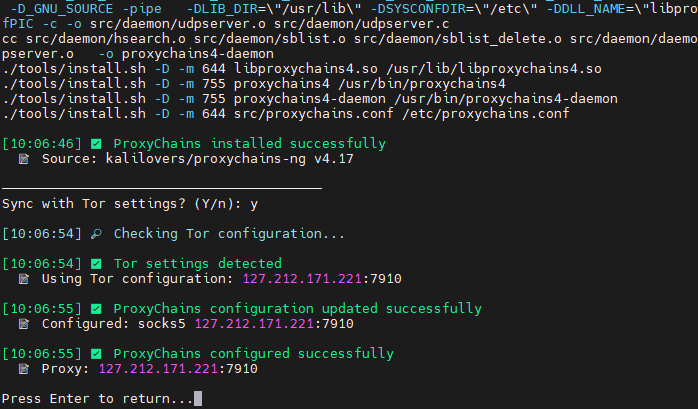 -D_GNU_SOURCE -pipe   -DLIB_DIR=\"/usr/lib\" -DSYSCONFDIR=\"/etc\" -DDLL_NAME=\"libpro
fPIC -c -o src/daemon/udpserver.o src/daemon/udpserver.c
cc src/daemon/hsearch.o src/daemon/sblist.o src/daemon/sblist_delete.o src/daemon/daemo
pserver.o   -o proxychains4-daemon
./tools/install.sh -D -m 644 libproxychains4.so /usr/lib/libproxychains4.so
./tools/install.sh -D -m 755 proxychains4 /usr/bin/proxychains4
./tools/install.sh -D -m 755 proxychains4-daemon /usr/bin/proxychains4-daemon
./tools/install.sh -D -m 644 src/proxychains.conf /etc/proxychains.conf
[10:06:46] ✅ ProxyChains installed successfully
📝 Source: kalilovers/proxychains-ng v4.17
Sync with Tor settings? (Y/n): y
[10:06:54] 🔎 Checking Tor configuration...
[10:06:54] ✅ Tor settings detected
📝 Using Tor configuration: 127.212.171.221:7910
[10:06:55] ✅ ProxyChains configuration updated successfully
📝 Configured: socks5 127.212.171.221:7910
[10:06:55] ✅ ProxyChains configured successfully
📝 Proxy: 127.212.171.221:7910
Press Enter to return...